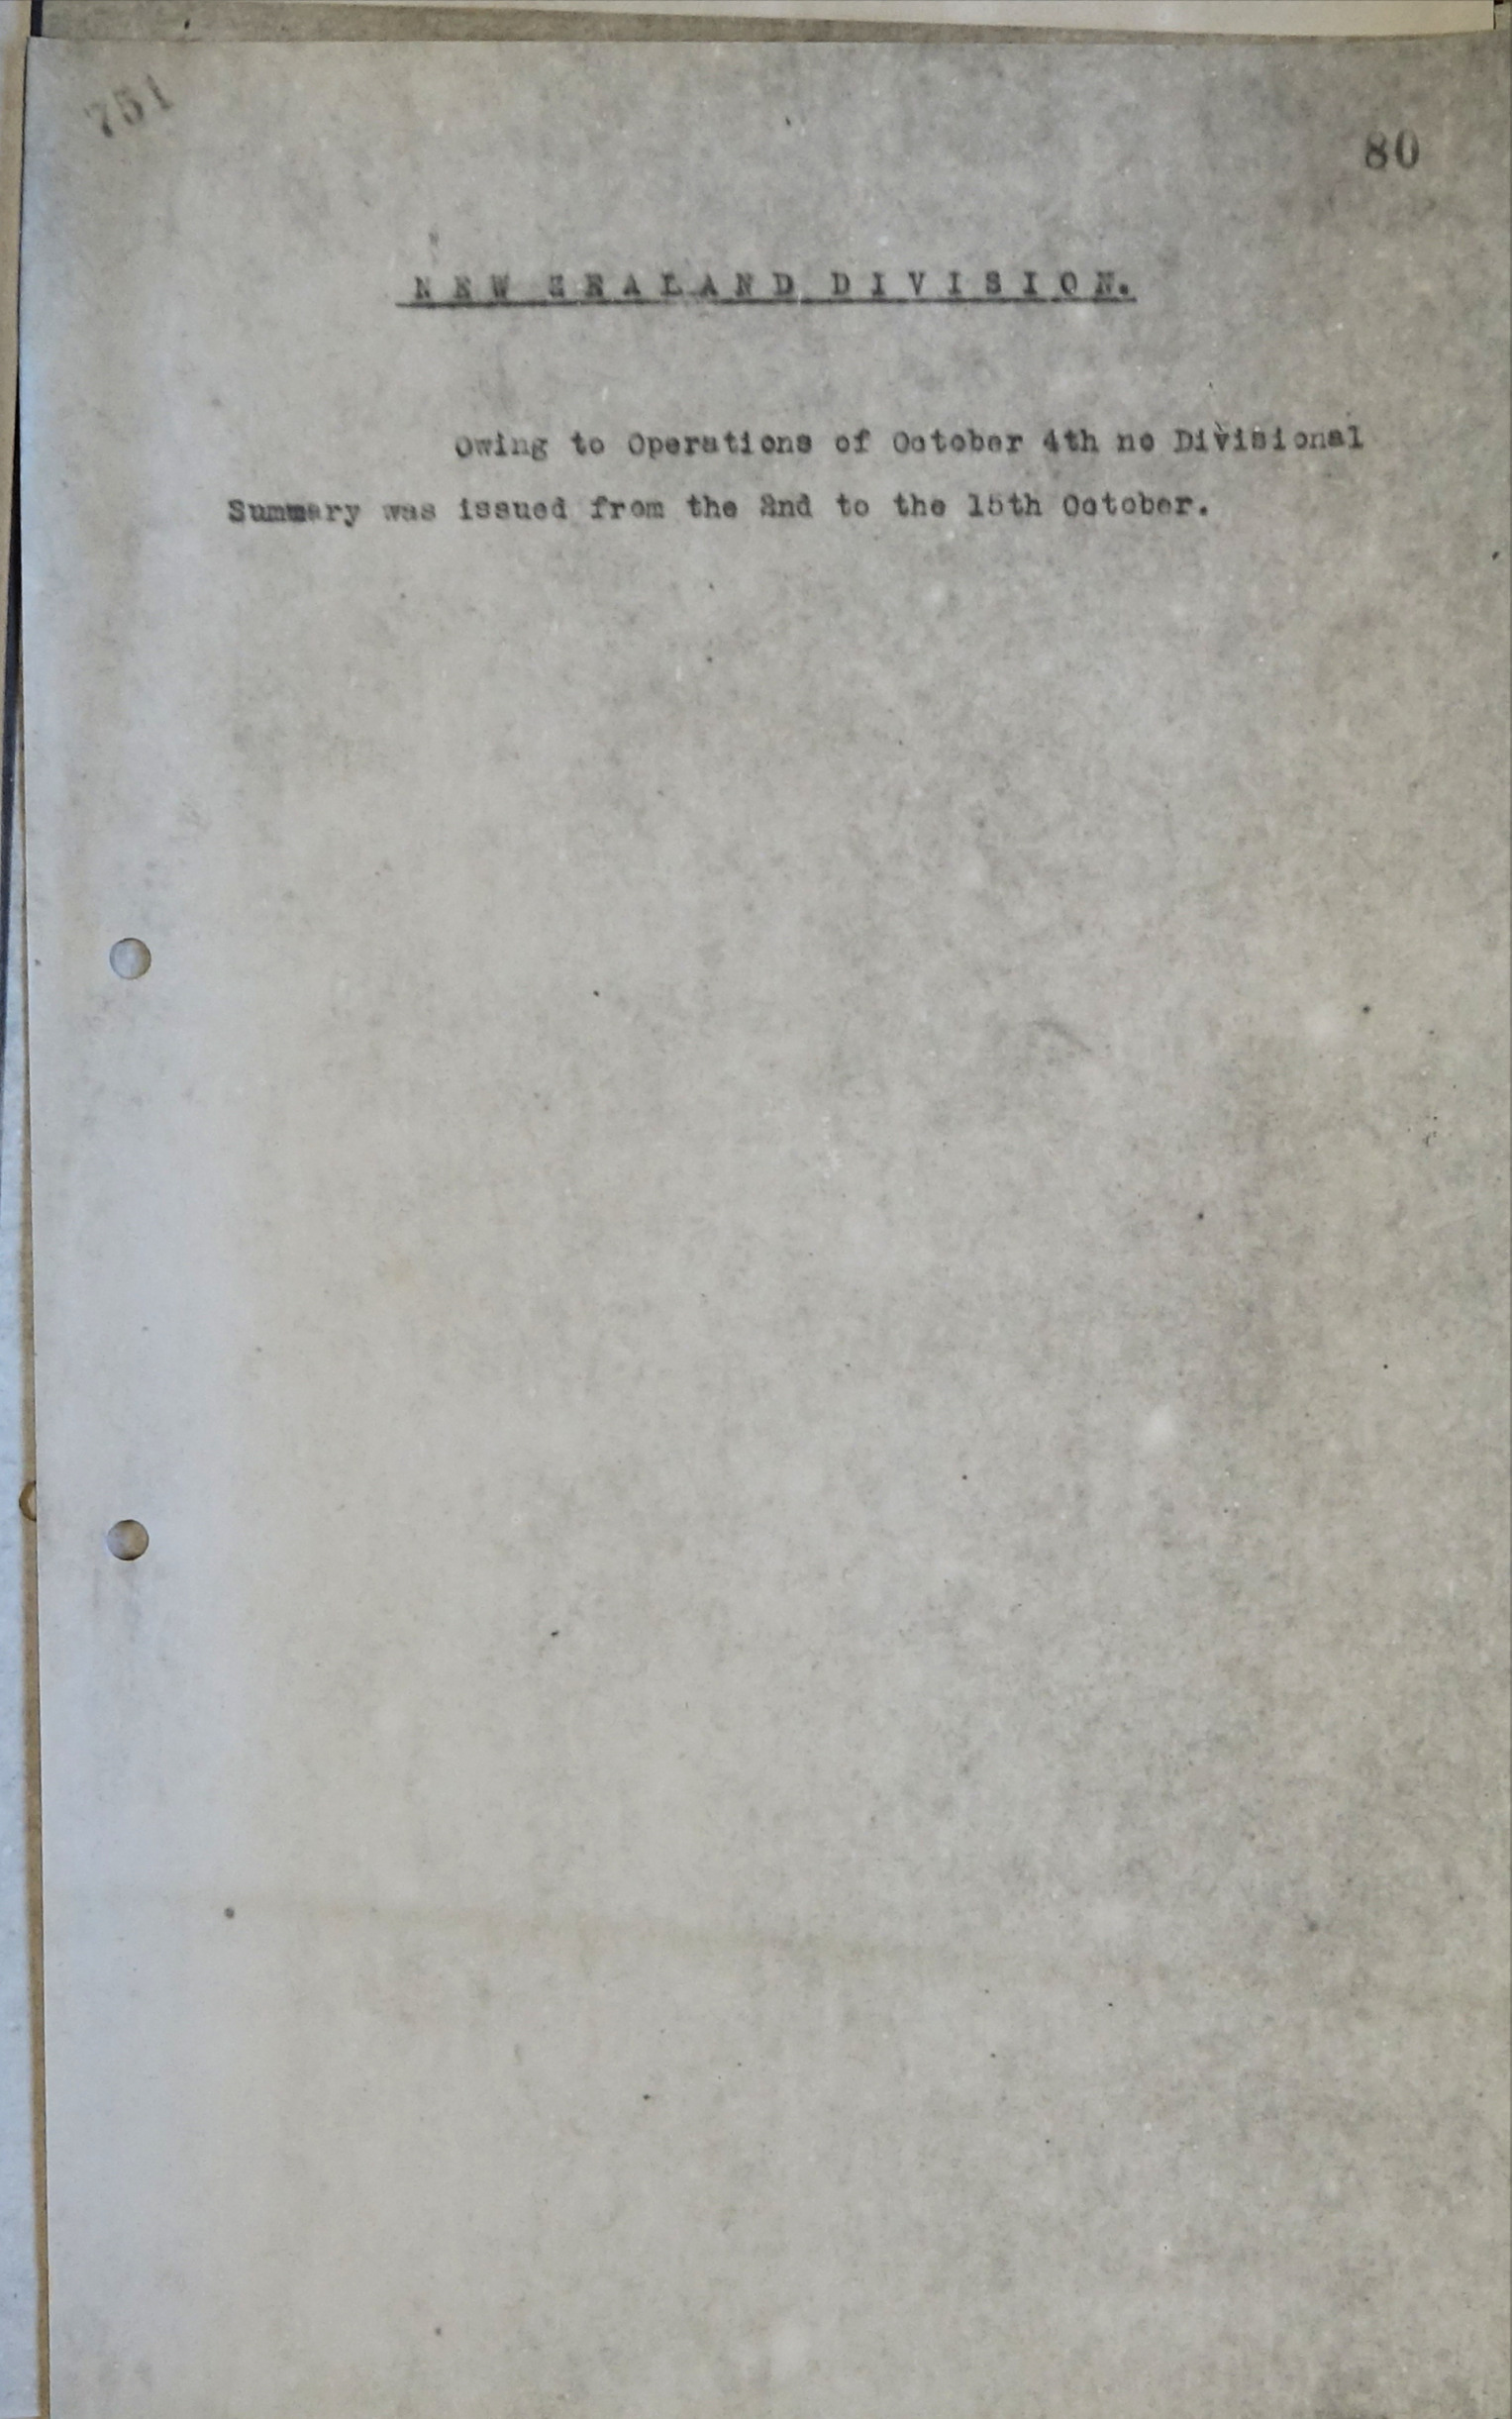 751
80
NEW ZEALAND DIVISION.
Owing to Operations of October 4th no Divisional
Summary was issued from the 2nd to the 15th October.